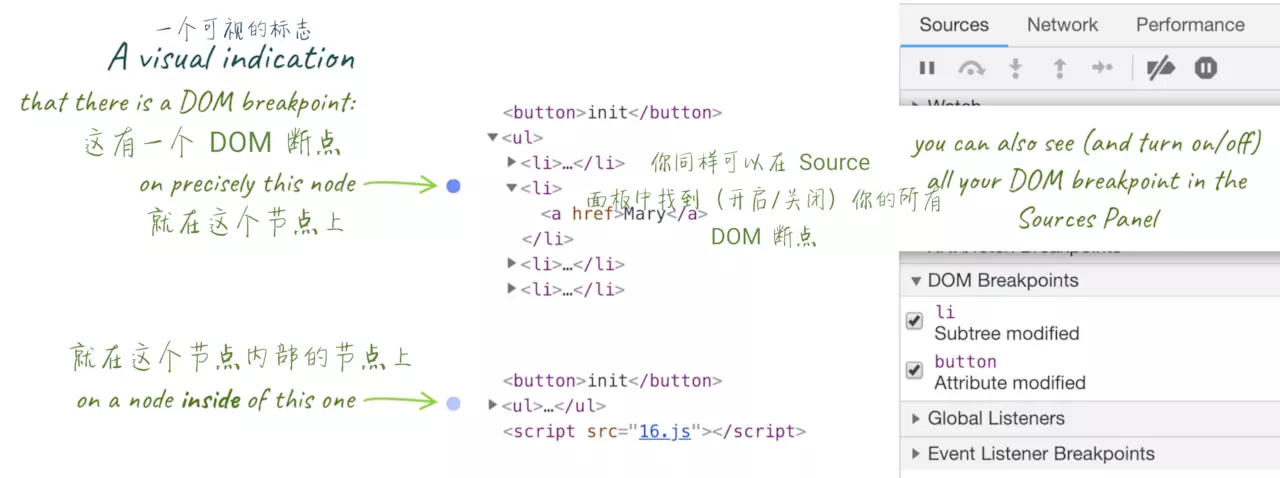 一个可视的标志
A visual indication
that there is a DOM breakpoint:
这有一个 DOM 断点
on precisely this node
就在这个节点上
<button>init</button>
<ul>
<li>…</li>
<li>
<a href>Mary</a>
</li>
<li>…</li>
<li>…</li>
你同样可以在 Source
面板中找到（开启/关闭）你的所有
DOM 断点
就在这个节点内部的节点上
on a node inside of this one
<button>init</button>
<ul>…</ul>
<script src="16.js"></script>
Sources Network Performance
Watch
you can also see (and turn on/off)
all your DOM breakpoint in the
Sources Panel
DOM Breakpoints
li
Subtree modified
button
Attribute modified
Global Listeners
Event Listener Breakpoints